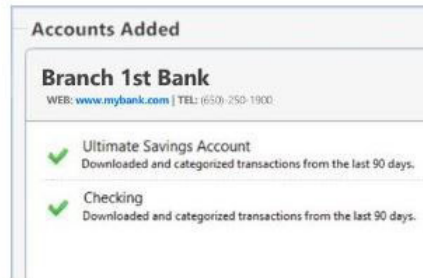 Accounts Added
Branch 1st Bank
WEB: www.mybank.com | TEL: (650)-250-1900
Ultimate Savings Account
Downloaded and categorized transactions from the last 90 days.
Checking
Downloaded and categorized transactions from the last 90 days.